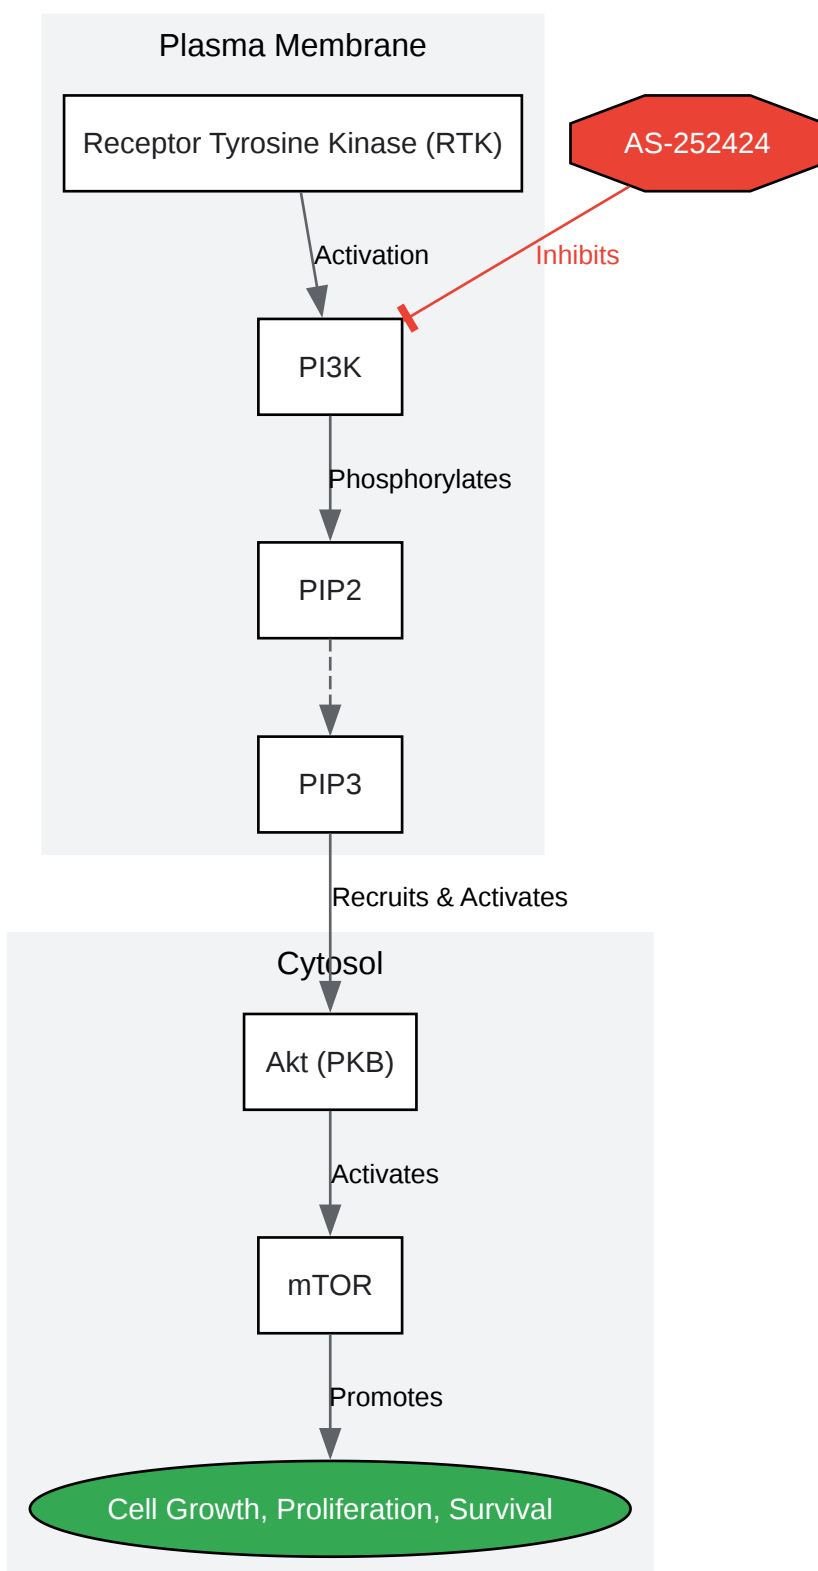 Plasma Membrane
Receptor Tyrosine Kinase (RTK)
AS-252424
Activation
Inhibits
PI3K
Phosphorylates
PIP2
PIP3
Recruits & Activates
Cytosol
Akt (PKB)
Activates
mTOR
Promotes
Cell Growth, Proliferation, Survival